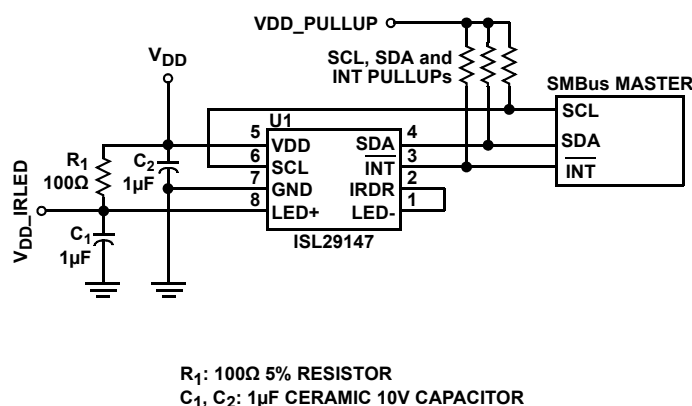 VDD_PULLUP
VDD
SCL, SDA and
INT PULLUPs
SMBus MASTER
U1
SCL
R1
100Ω
C2
1µF
5
VDD
SDA
4
SDA
6
SCL
INT
3
INT
7
GND
IRDR
2
8
LED+
LED-
1
VDD_IRLED
C1
1µF
ISL29147
R1: 100Ω 5% RESISTOR
C1, C2: 1µF CERAMIC 10V CAPACITOR